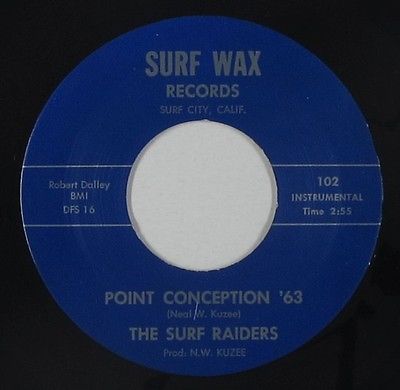 SURF WAX
RECORDS
SURF CITY, CALIF.
Robert Dalley
BMI
DFS 16
102
INSTRUMENTAL
Time 2:55
POINT CONCEPTION '63
(Neal W. Kuzee)
THE SURF RAIDERS
Prod: N.W. KUZEE